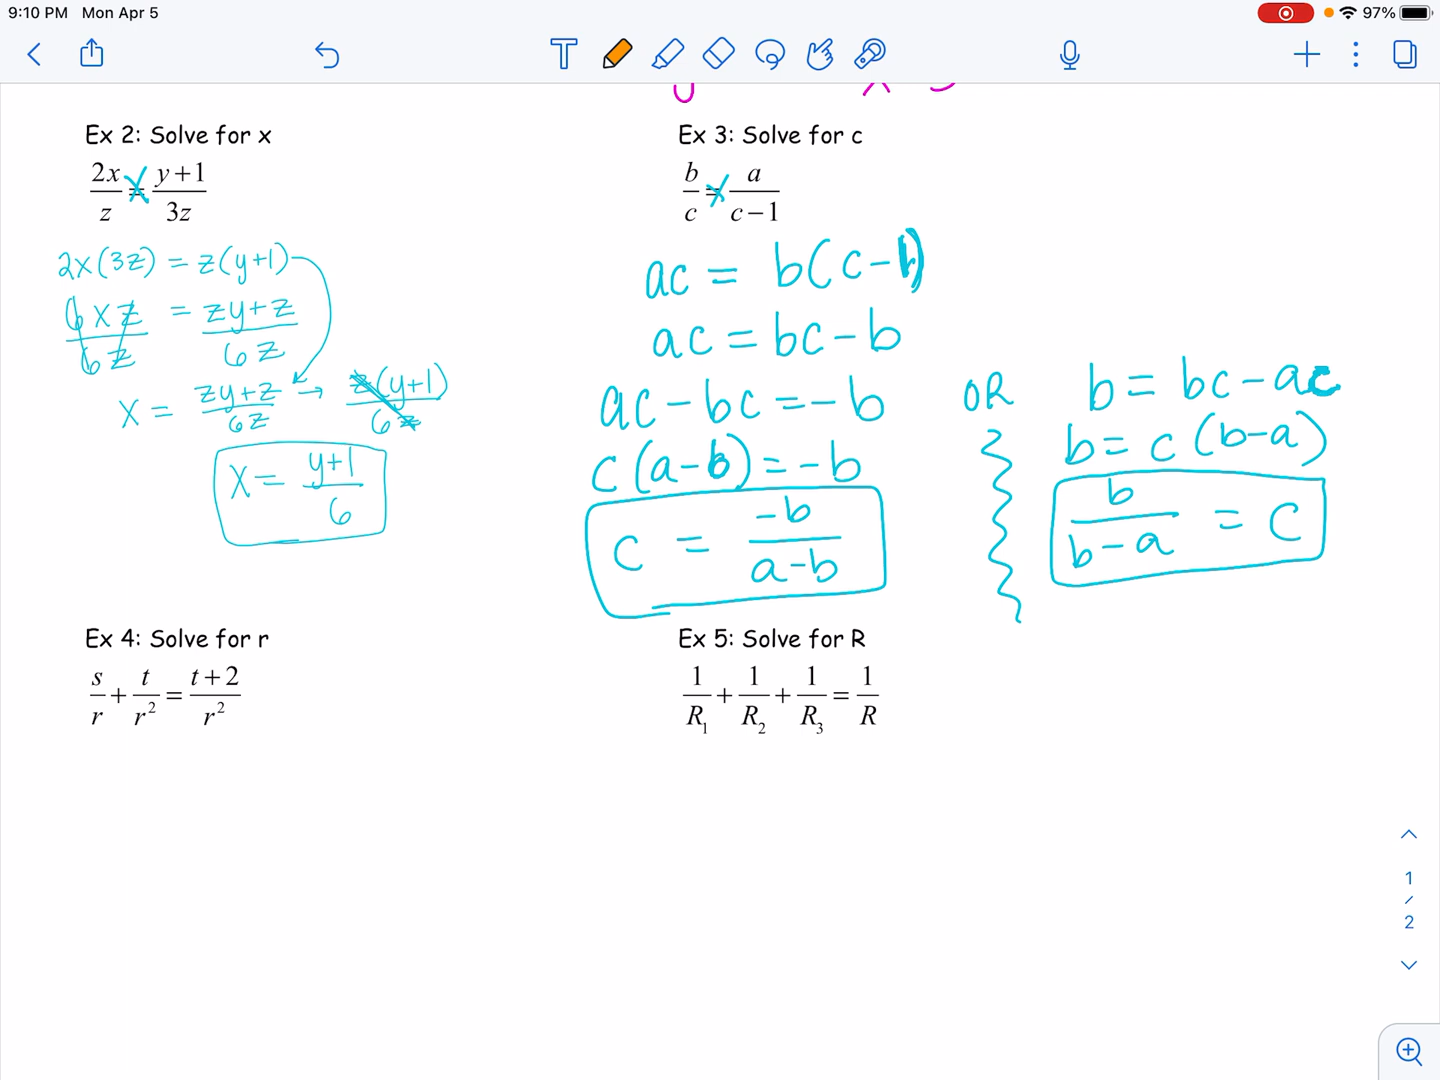 9:10 PM Mon Apr 5
97%
Ex 2: Solve for x
2x/z = (y+1)/3z
2x(3z) = z(y+1)
6xz/6z = (zy+z)/6z
x = (zy+z)/6z → z(y+1)/6z
x = (y+1)/6
Ex 3: Solve for c
b/c = a/(c−1)
ac = b(c−1)
ac = bc−b
ac−bc = −b
c(a−b) = −b
c = −b/(a−b)
OR
b = bc−ac
b = c(b−a)
b/(b−a) = c
Ex 4: Solve for r
s/r + t/r² = (t+2)/r²
Ex 5: Solve for R
1/R₁ + 1/R₂ + 1/R₃ = 1/R
1
/
2